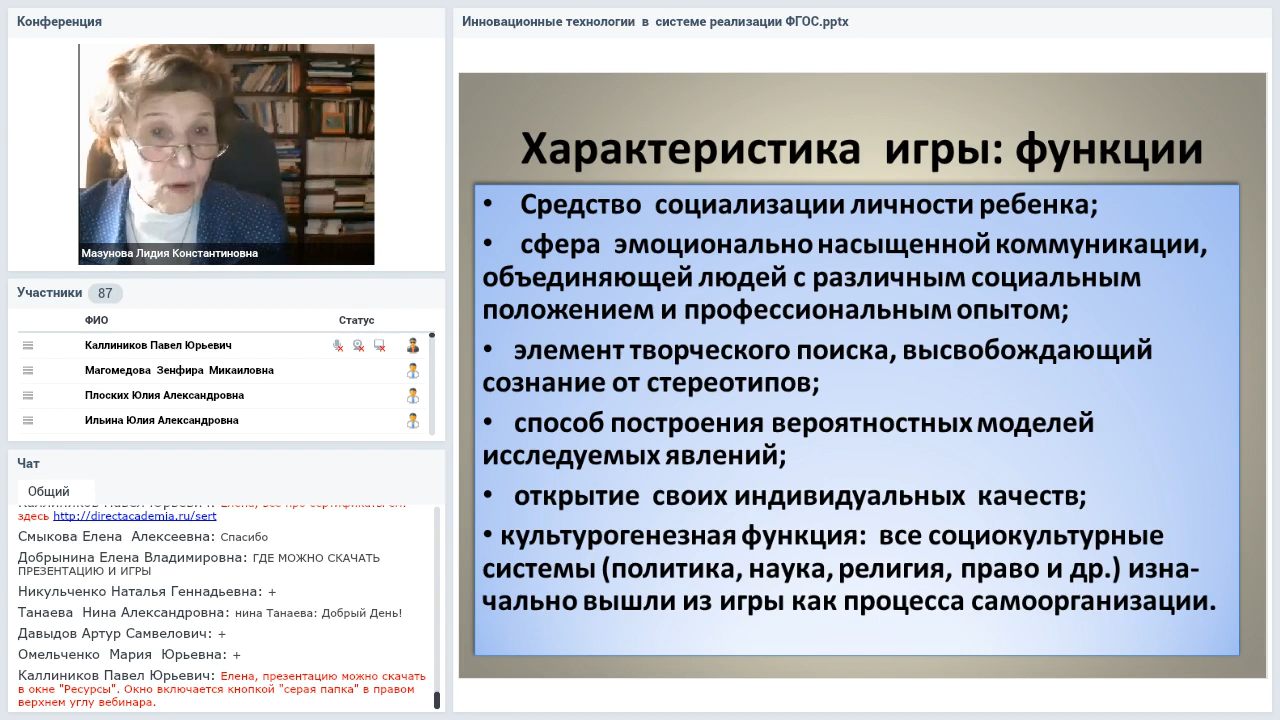 Конференция
Мазунова Лидия Константиновна
Участники 87
ФИО Статус
Каллиников Павел Юрьевич
Магомедова Зенфира Микаиловна
Плоских Юлия Александровна
Ильина Юлия Александровна
Чат
Общий
здесь http://directacademia.ru/sert
Смыкова Елена Алексеевна: Спасибо
Добрынина Елена Владимировна: ГДЕ МОЖНО СКАЧАТЬ
ПРЕЗЕНТАЦИЮ И ИГРЫ
Никульченко Наталья Геннадьевна: +
Танаева Нина Александровна: нина Танаева: Добрый День!
Давыдов Артур Самвелович: +
Омельченко Мария Юрьевна: +
Каллиников Павел Юрьевич: Елена, презентацию можно скачать
в окне "Ресурсы". Окно включается кнопкой "серая папка" в правом
верхнем углу вебинара.
Инновационные технологии в системе реализации ФГОС.pptx
Характеристика игры: функции
• Средство социализации личности ребенка;
• сфера эмоционально насыщенной коммуникации,
объединяющей людей с различным социальным
положением и профессиональным опытом;
• элемент творческого поиска, высвобождающий
сознание от стереотипов;
• способ построения вероятностных моделей
исследуемых явлений;
• открытие своих индивидуальных качеств;
• культурогенезная функция: все социокультурные
системы (политика, наука, религия, право и др.) изна-
чально вышли из игры как процесса самоорганизации.